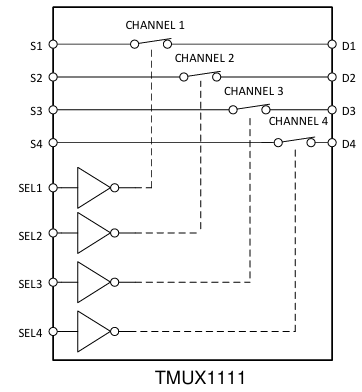 CHANNEL 1
S1
D1
CHANNEL 2
S2
D2
CHANNEL 3
S3
D3
CHANNEL 4
S4
D4
SEL1
SEL2
SEL3
SEL4
TMUX1111